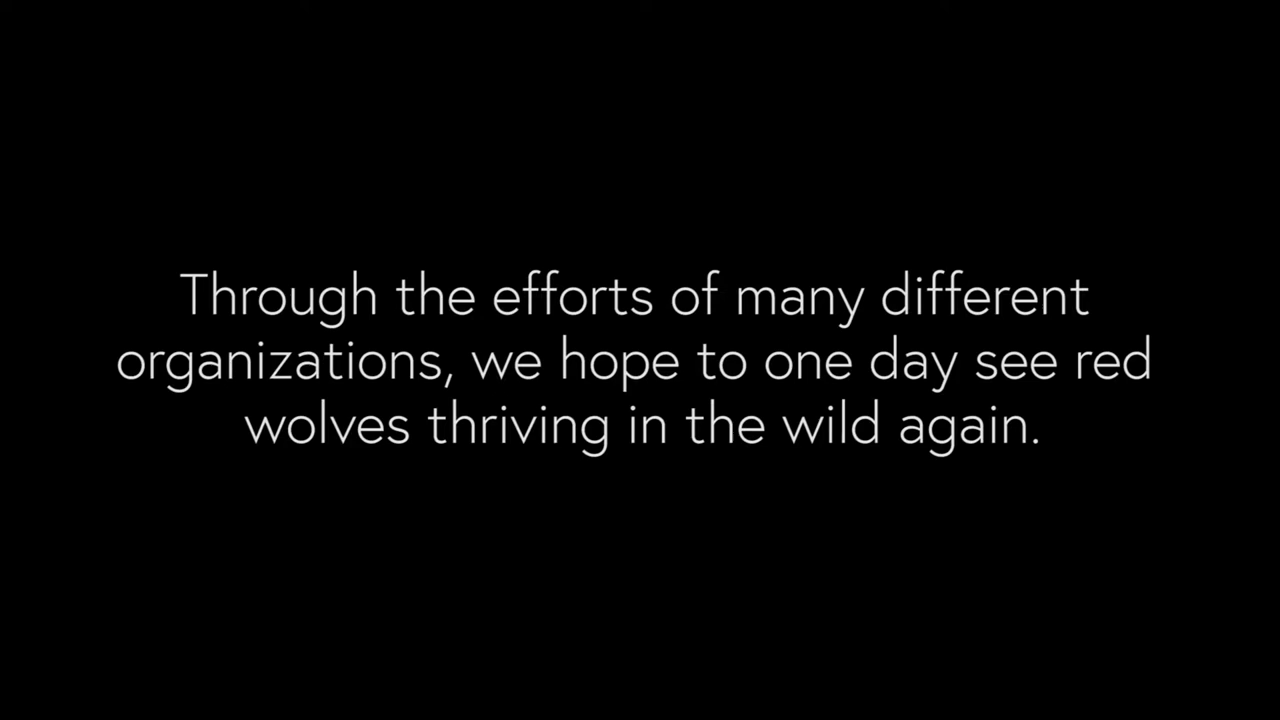 Through the efforts of many different
organizations, we hope to one day see red
wolves thriving in the wild again.